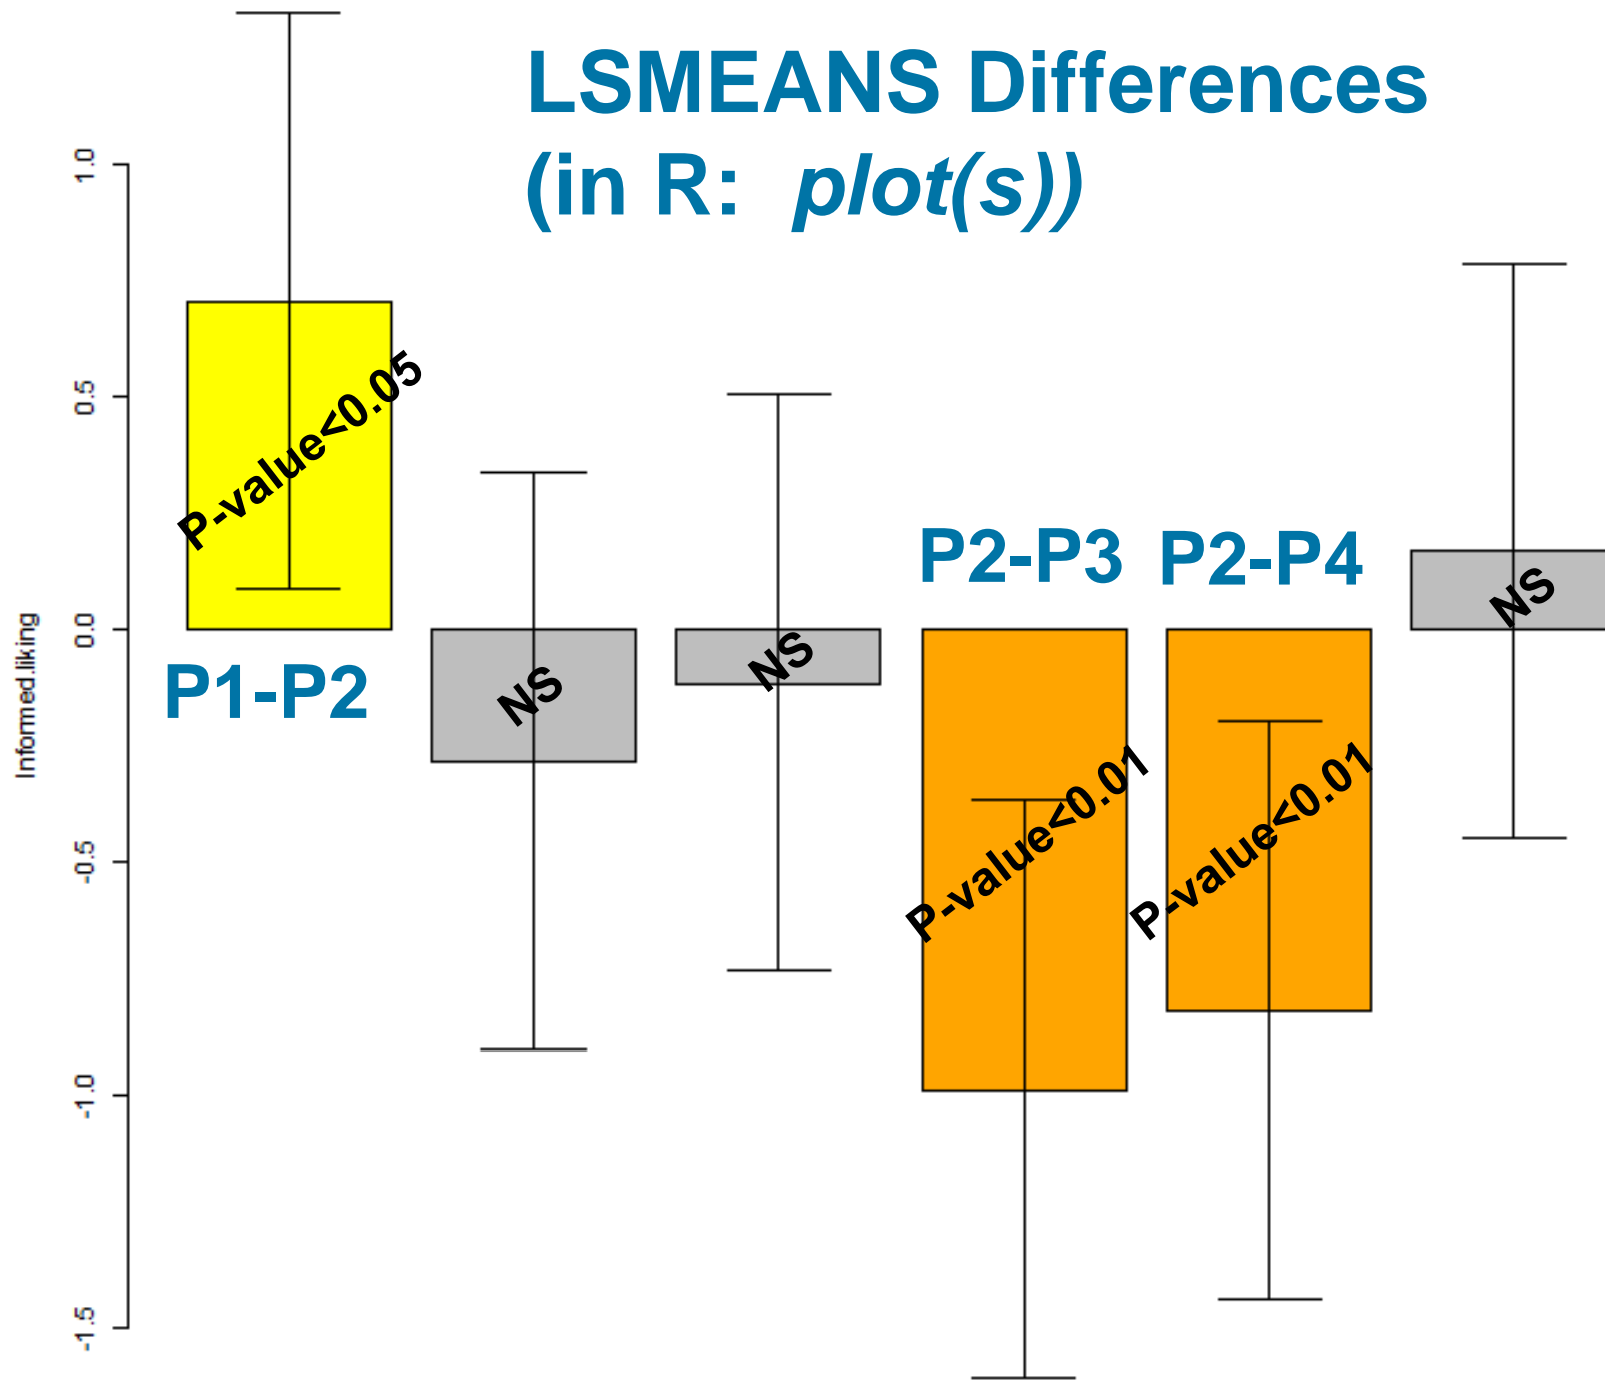 LSMEANS Differences
(in R: plot(s))
1.0
0.5
0.0
-0.5
-1.0
-1.5
Informed.liking
P-value<0.05
P1-P2
NS
NS
P2-P3
P-value<0.01
P2-P4
P-value<0.01
NS